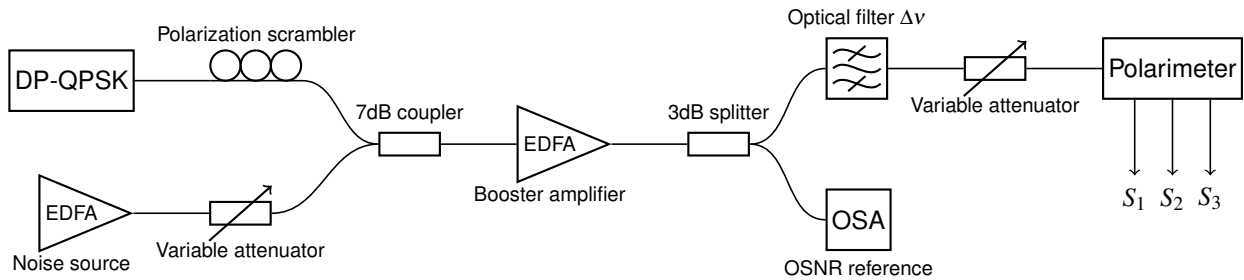 Optical filter Δν
Polarization scrambler
DP-QPSK
Polarimeter
7dB coupler
3dB splitter
Variable attenuator
EDFA
Booster amplifier
S₁ S₂ S₃
EDFA
OSA
Noise source
Variable attenuator
OSNR reference